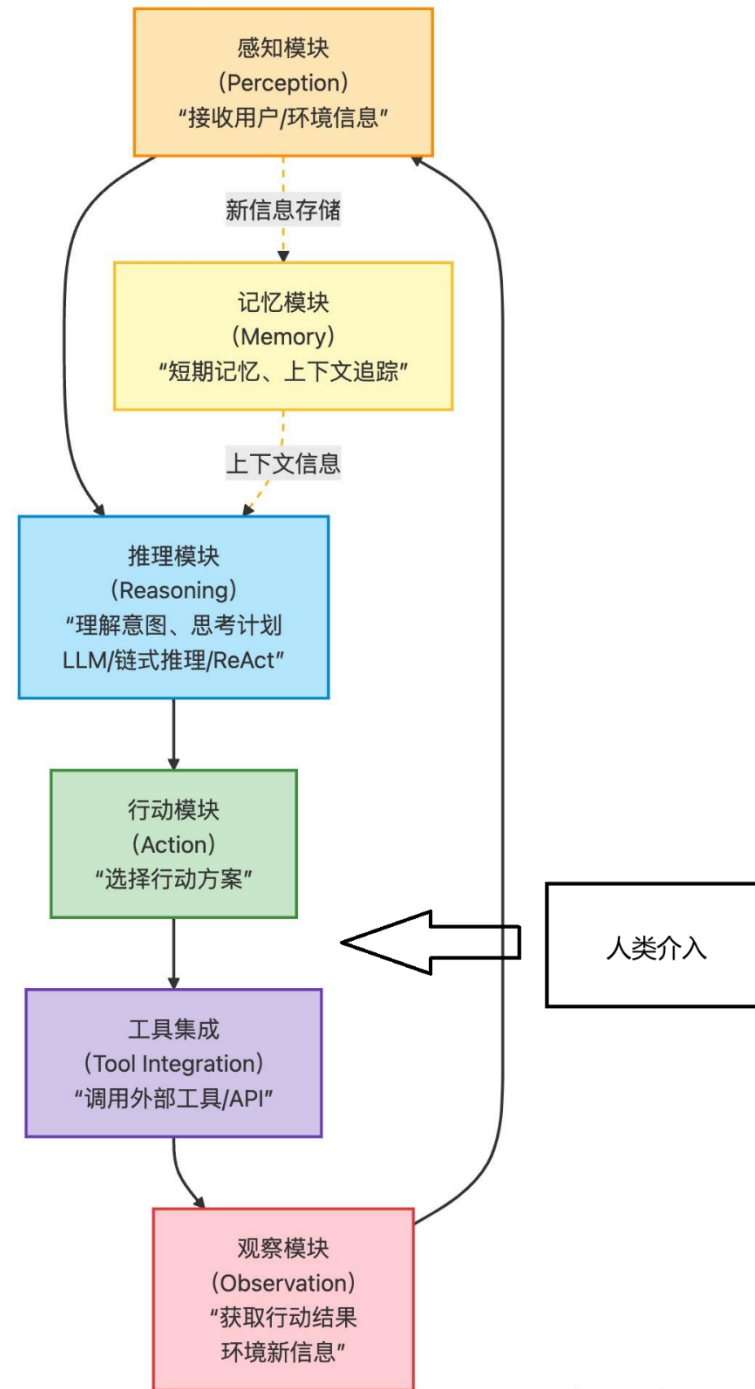 感知模块
（Perception）
“接收用户/环境信息”
新信息存储
记忆模块
（Memory）
“短期记忆、上下文追踪”
上下文信息
推理模块
（Reasoning）
“理解意图、思考计划
LLM/链式推理/ReAct”
行动模块
（Action）
“选择行动方案”
人类介入
工具集成
（Tool Integration）
“调用外部工具/API”
观察模块
（Observation）
“获取行动结果
环境新信息”